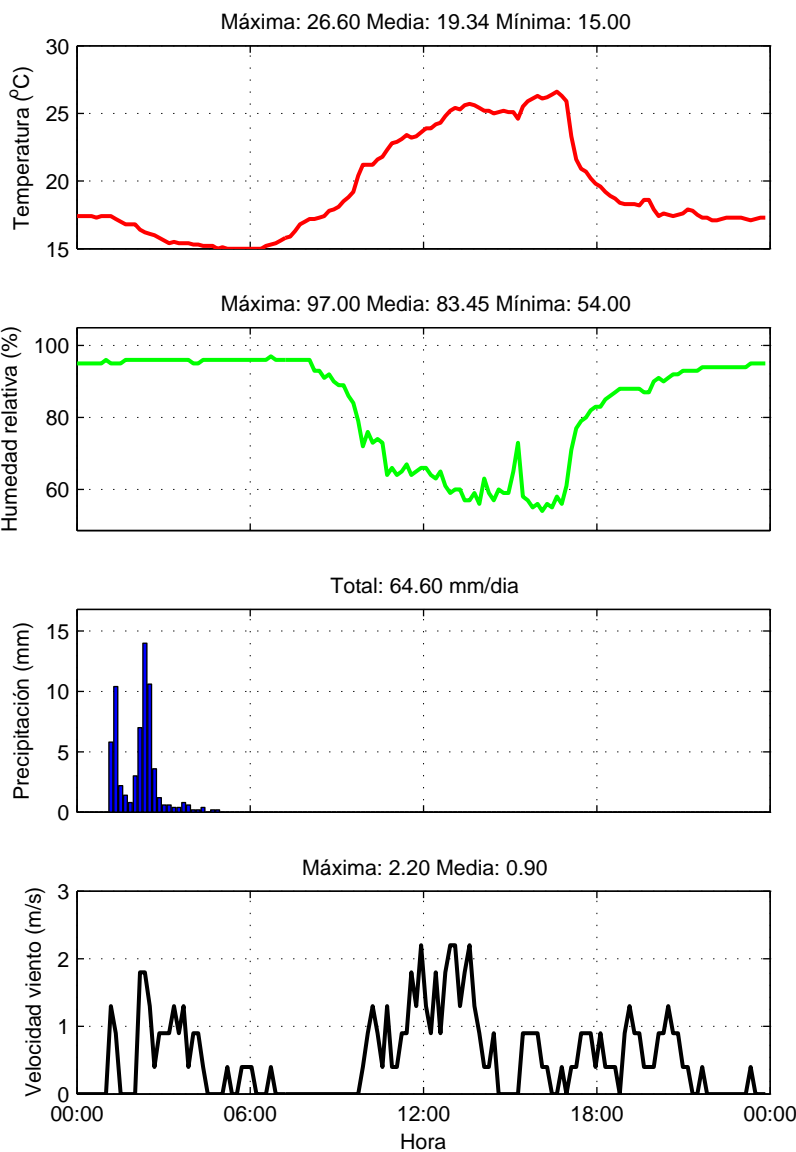 Máxima: 26.60 Media: 19.34 Mínima: 15.00
Temperatura (ºC)
30
25
20
15
Máxima: 97.00 Media: 83.45 Mínima: 54.00
Humedad relativa (%)
100
80
60
Total: 64.60 mm/dia
Precipitación (mm)
15
10
5
0
Máxima: 2.20 Media: 0.90
Velocidad viento (m/s)
3
2
1
0
00:00 06:00 12:00 18:00 00:00
Hora